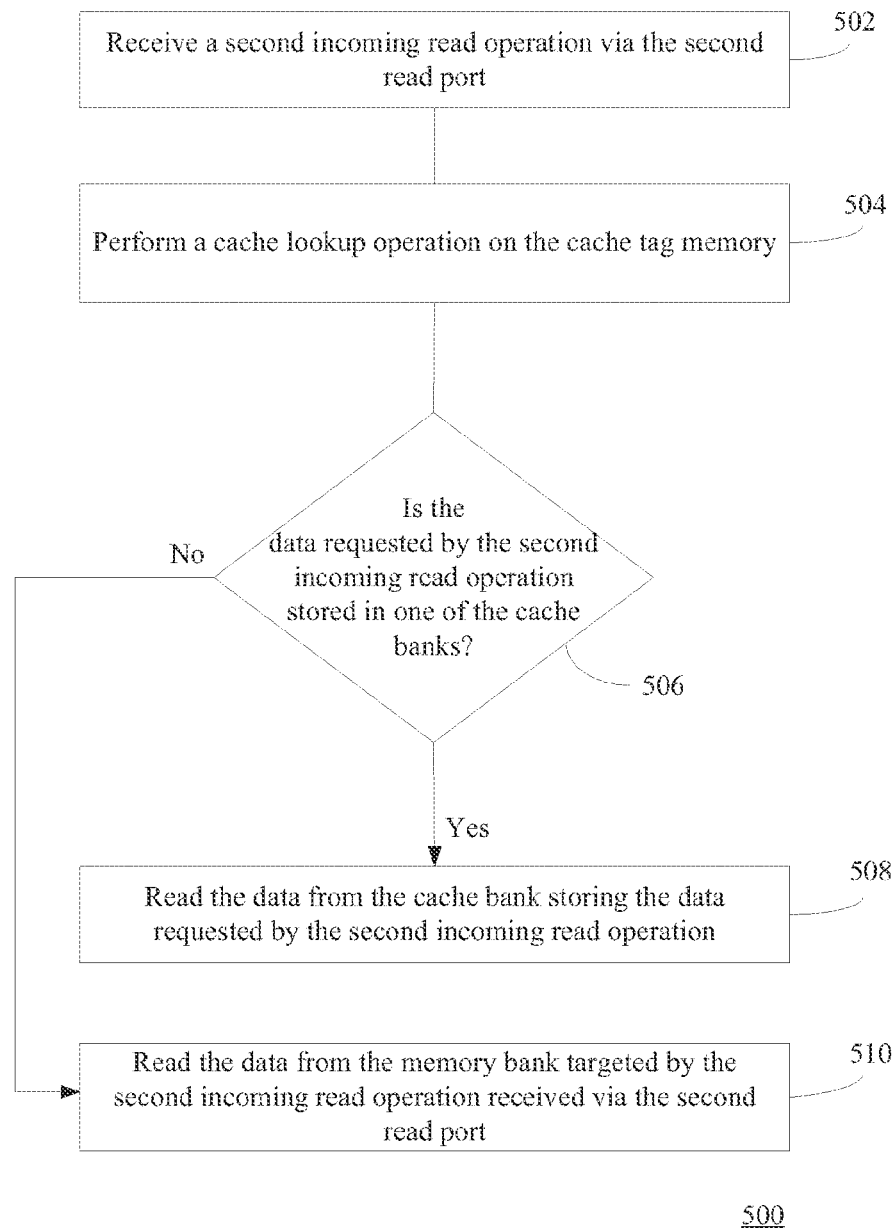 502
Receive a second incoming read operation via the second
read port
504
Perform a cache lookup operation on the cache tag memory
Is the
data requested by the second
incoming read operation
stored in one of the cache
banks?
No
506
Yes
508
Read the data from the cache bank storing the data
requested by the second incoming read operation
510
Read the data from the memory bank targeted by the
second incoming read operation received via the second
read port
500